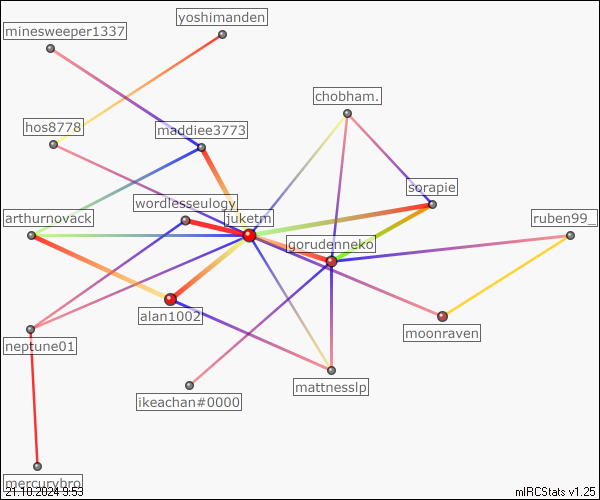 yoshimanden
minesweeper1337
chobham.
hos8778
maddiee3773
sorapie
wordlesseulogy
arthurnovack
juketm
ruben99_
gorudenneko
alan1002
moonraven
neptune01
mattnesslp
ikeachan#0000
mercurybro
21.10.2024 9:53
mIRCStats v1.25